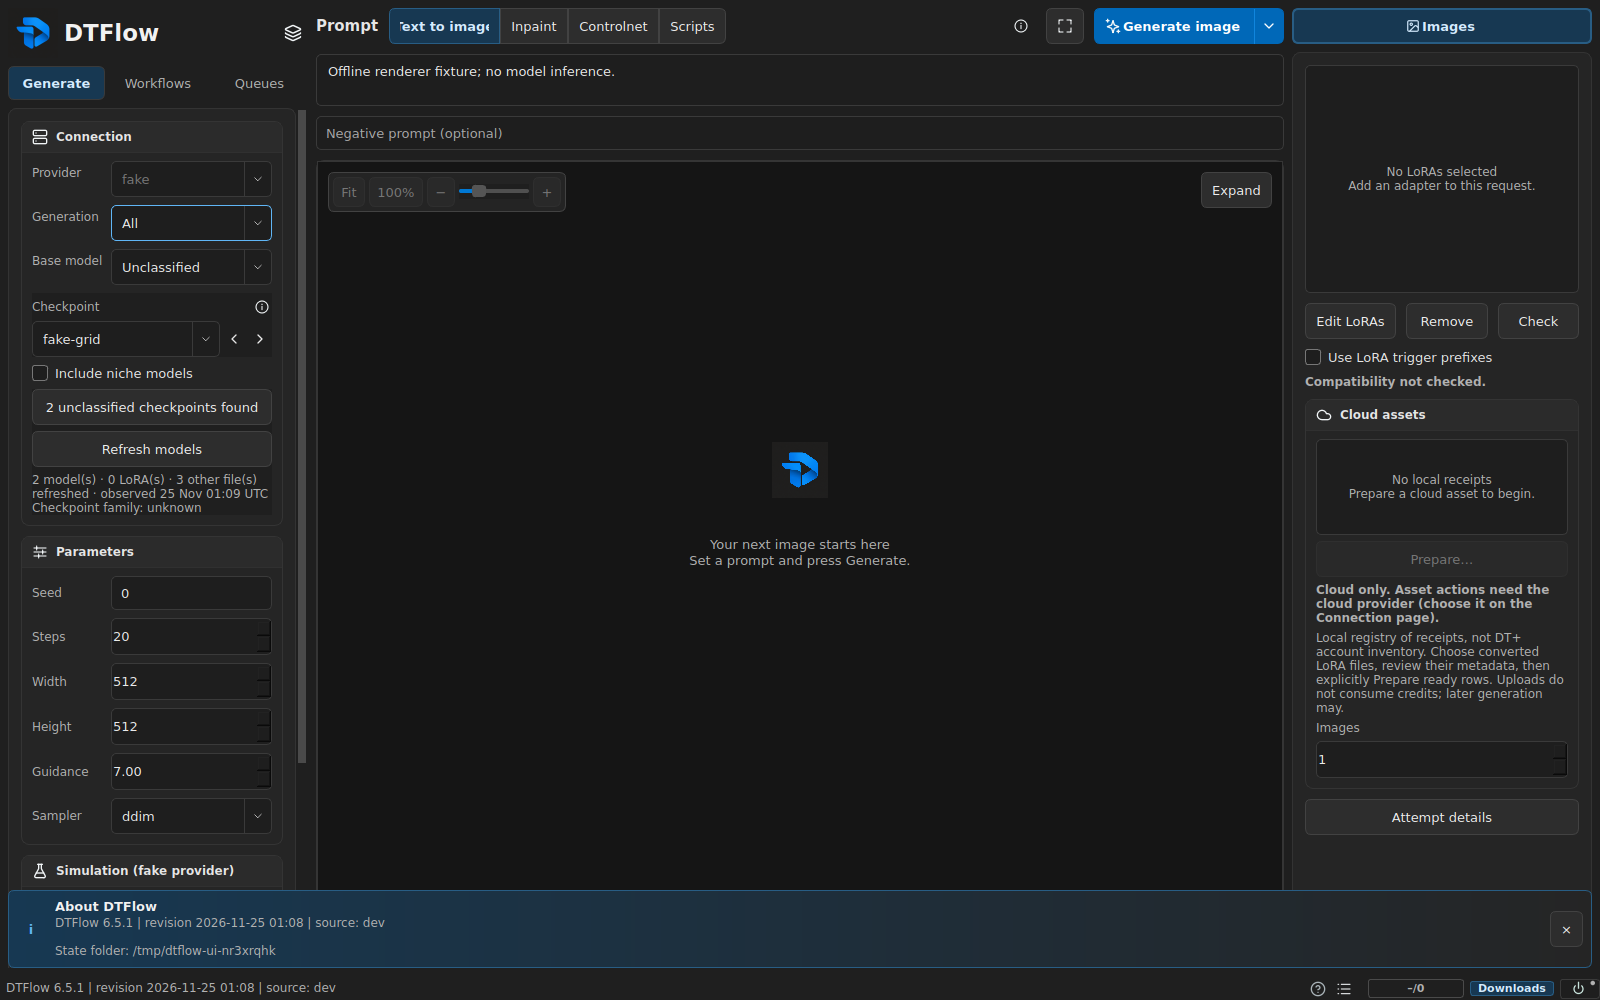 DTFlow
Generate
Workflows
Queues
Connection
Provider
fake
Generation
All
Base model
Unclassified
Checkpoint
fake-grid
Include niche models
2 unclassified checkpoints found
Refresh models
2 model(s) · 0 LoRA(s) · 3 other file(s)
refreshed · observed 25 Nov 01:09 UTC
Checkpoint family: unknown
Parameters
Seed
0
Steps
20
Width
512
Height
512
Guidance
7.00
Sampler
ddim
Simulation (fake provider)
Prompt
Text to image
Inpaint
Controlnet
Scripts
Generate image
Offline renderer fixture; no model inference.
Negative prompt (optional)
Fit
100%
−
+
Expand
Your next image starts here
Set a prompt and press Generate.
Images
No LoRAs selected
Add an adapter to this request.
Edit LoRAs
Remove
Check
Use LoRA trigger prefixes
Compatibility not checked.
Cloud assets
No local receipts
Prepare a cloud asset to begin.
Prepare...
Cloud only. Asset actions need the
cloud provider (choose it on the
Connection page).
Local registry of receipts, not DT+
account inventory. Choose converted
LoRA files, review their metadata, then
explicitly Prepare ready rows. Uploads do
not consume credits; later generation
may.
Images
1
Attempt details
About DTFlow
DTFlow 6.5.1 | revision 2026-11-25 01:08 | source: dev
State folder: /tmp/dtflow-ui-nr3xrqhk
DTFlow 6.5.1 | revision 2026-11-25 01:08 | source: dev
–/0
Downloads